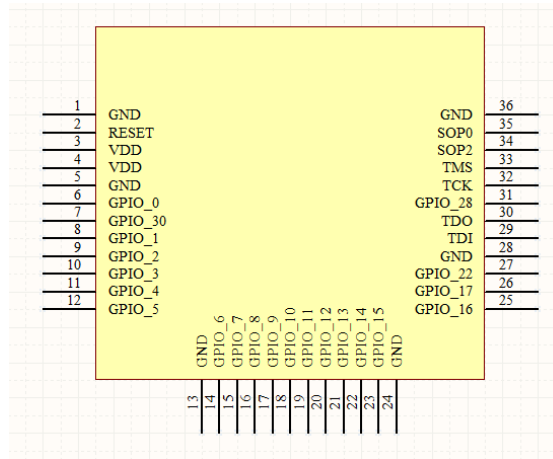 1 GND
2 RESET
3 VDD
4 VDD
5 GND
6 GPIO_0
7 GPIO_30
8 GPIO_1
9 GPIO_2
10 GPIO_3
11 GPIO_4
12 GPIO_5
GND 36
SOP0 35
SOP2 34
TMS 33
TCK 32
GPIO_28 31
TDO 30
TDI 29
GND 28
GPIO_22 27
GPIO_17 26
GPIO_16 25
13 GND
14 GPIO_6
15 GPIO_7
16 GPIO_8
17 GPIO_9
18 GPIO_10
19 GPIO_11
20 GPIO_12
21 GPIO_13
22 GPIO_14
23 GPIO_15
24 GND